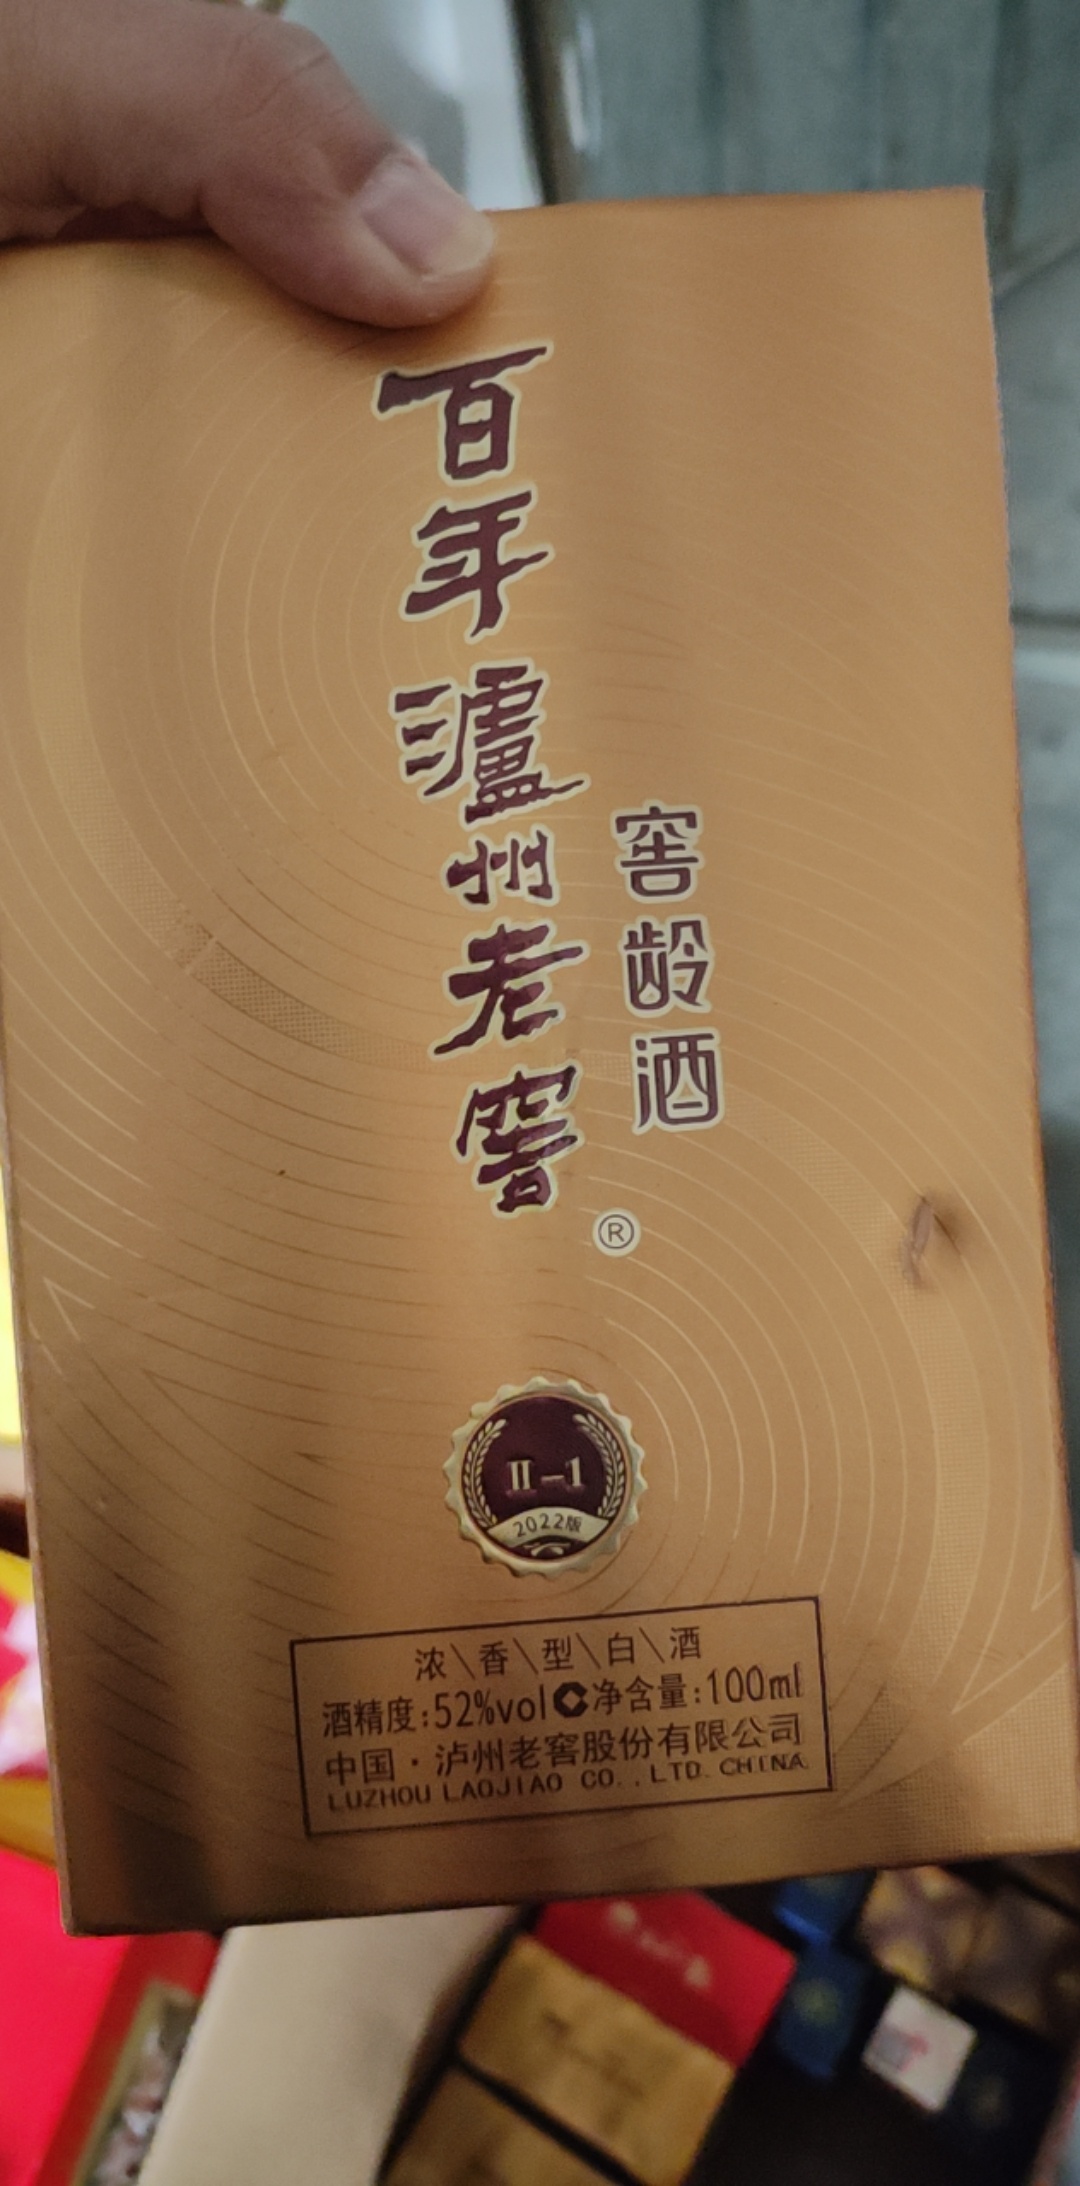 百年泸州老窖
窖龄酒
®
II-1
2022版
浓\香\型\白\酒
酒精度:52%vol 净含量:100ml
中国·泸州老窖股份有限公司
LUZHOU LAOJIAO CO.,LTD.CHINA